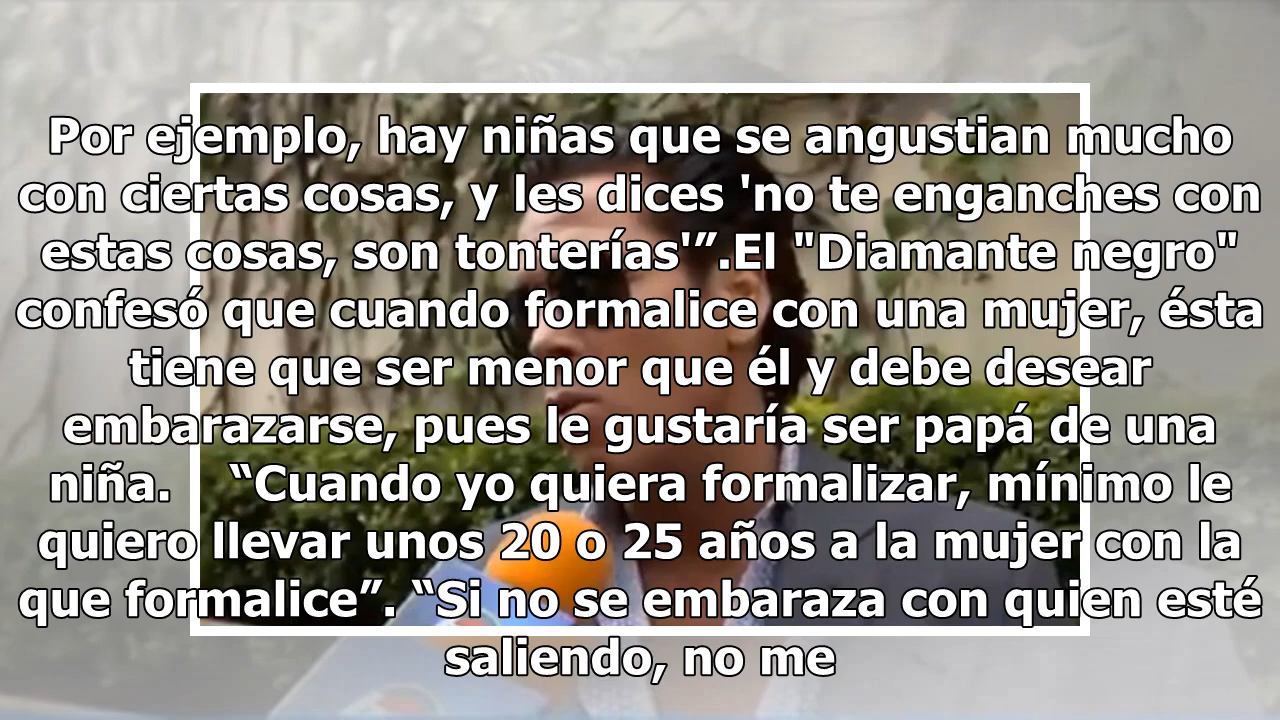 Por ejemplo, hay niñas que se angustian mucho
con ciertas cosas, y les dices 'no te enganches con
estas cosas, son tonterías'”.El "Diamante negro"
confesó que cuando formalice con una mujer, ésta
tiene que ser menor que él y debe desear
embarazarse, pues le gustaría ser papá de una
niña.    “Cuando yo quiera formalizar, mínimo le
quiero llevar unos 20 o 25 años a la mujer con la
que formalice”. “Si no se embaraza con quien esté
saliendo, no me